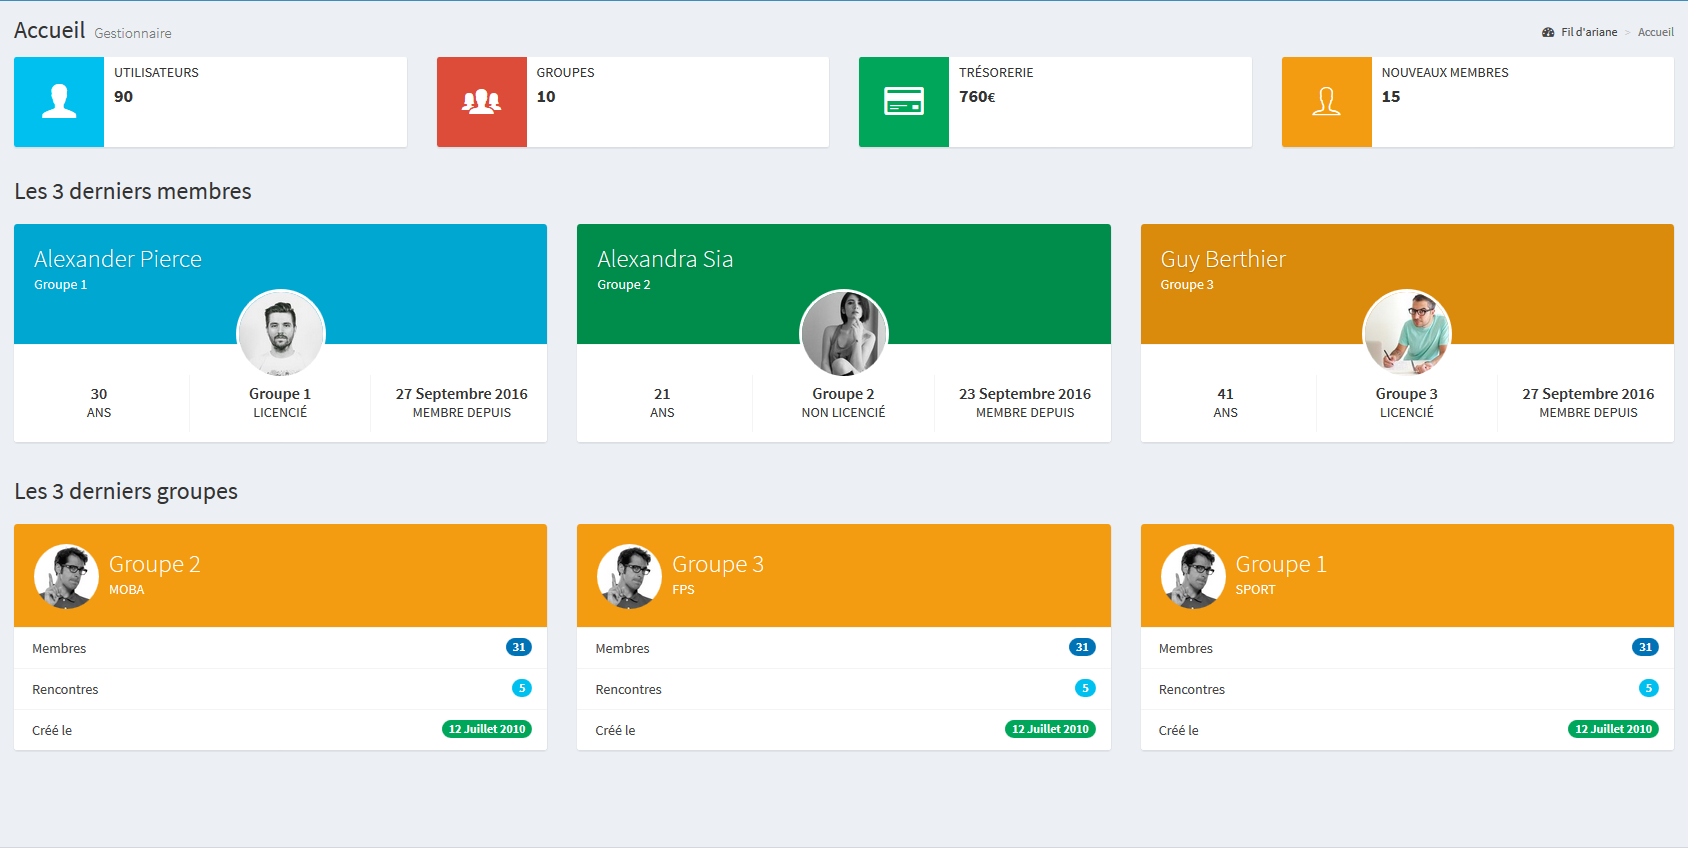 Accueil Gestionnaire
Fil d'ariane > Accueil
UTILISATEURS
90
GROUPES
10
TRÉSORERIE
760€
NOUVEAUX MEMBRES
15
Les 3 derniers membres
Alexander Pierce
Groupe 1
30
ANS
Groupe 1
LICENCIÉ
27 Septembre 2016
MEMBRE DEPUIS
Alexandra Sia
Groupe 2
21
ANS
Groupe 2
NON LICENCIÉ
23 Septembre 2016
MEMBRE DEPUIS
Guy Berthier
Groupe 3
41
ANS
Groupe 3
LICENCIÉ
27 Septembre 2016
MEMBRE DEPUIS
Les 3 derniers groupes
Groupe 2
MOBA
Membres 31
Rencontres 5
Créé le 12 Juillet 2010
Groupe 3
FPS
Membres 31
Rencontres 5
Créé le 12 Juillet 2010
Groupe 1
SPORT
Membres 31
Rencontres 5
Créé le 12 Juillet 2010